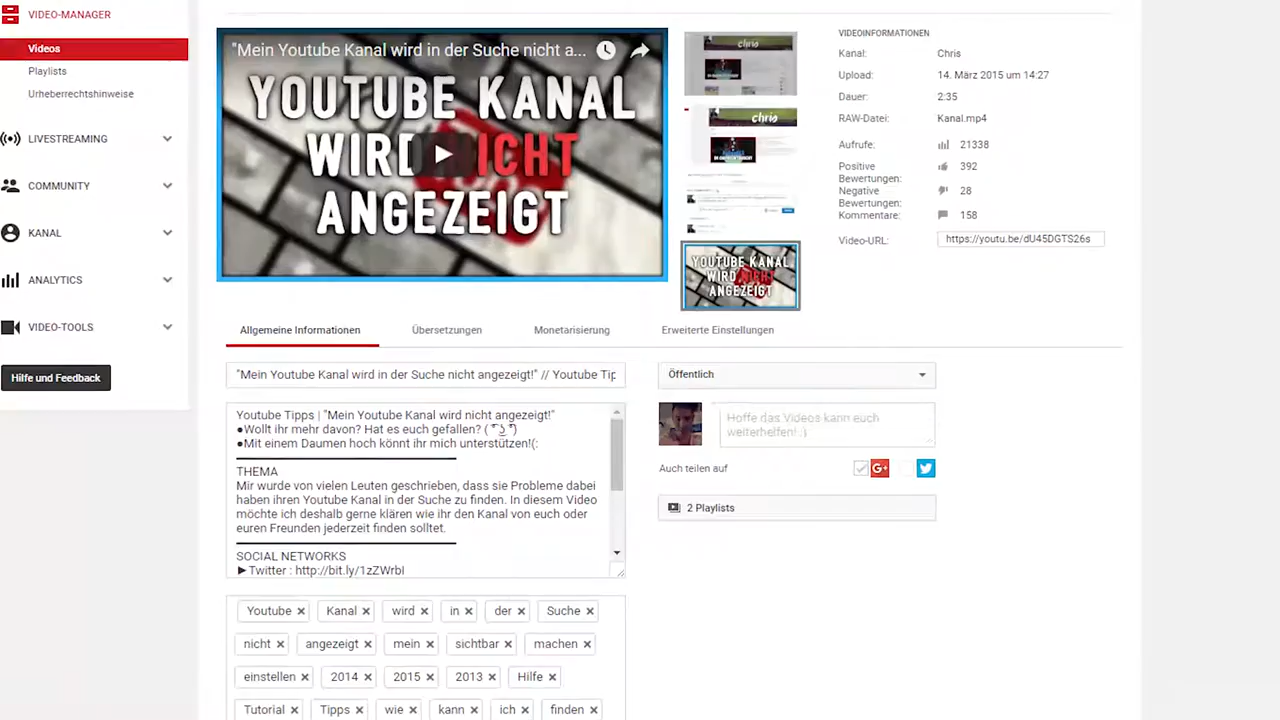 VIDEO-MANAGER
Videos
Playlists
Urheberrechtshinweise
LIVESTREAMING
COMMUNITY
KANAL
ANALYTICS
VIDEO-TOOLS
Hilfe und Feedback
"Mein Youtube Kanal wird in der Suche nicht a...
YOUTUBE KANAL
WIRD NICHT
ANGEZEIGT
chris
chris
YOUTUBE KANAL
WIRD NICHT
ANGEZEIGT
VIDEOINFORMATIONEN
Kanal: Chris
Upload: 14. März 2015 um 14:27
Dauer: 2:35
RAW-Datei: Kanal.mp4
Aufrufe: 21338
Positive Bewertungen: 392
Negative Bewertungen: 28
Kommentare: 158
Video-URL: https://youtu.be/dU45DGTS26s
Allgemeine Informationen Übersetzungen Monetarisierung Erweiterte Einstellungen
"Mein Youtube Kanal wird in der Suche nicht angezeigt!" // Youtube Tip
Youtube Tipps | "Mein Youtube Kanal wird nicht angezeigt!"
●Wollt ihr mehr davon? Hat es euch gefallen? ( ͡° ͜ʖ ͡°)
●Mit einem Daumen hoch könnt ihr mich unterstützen!(:
THEMA
Mir wurde von vielen Leuten geschrieben, dass sie Probleme dabei
haben ihren Youtube Kanal in der Suche zu finden. In diesem Video
möchte ich deshalb gerne klären wie ihr den Kanal von euch oder
euren Freunden jederzeit finden solltet.
SOCIAL NETWORKS
►Twitter : http://bit.ly/1zZWrbl
Youtube × Kanal × wird × in × der × Suche ×
nicht × angezeigt × mein × sichtbar × machen ×
einstellen × 2014 × 2015 × 2013 × Hilfe ×
Tutorial × Tipps × wie × kann × ich × finden ×
Öffentlich
Hoffe das Videos kann euch
weiterhelfen! :)
Auch teilen auf G+
2 Playlists